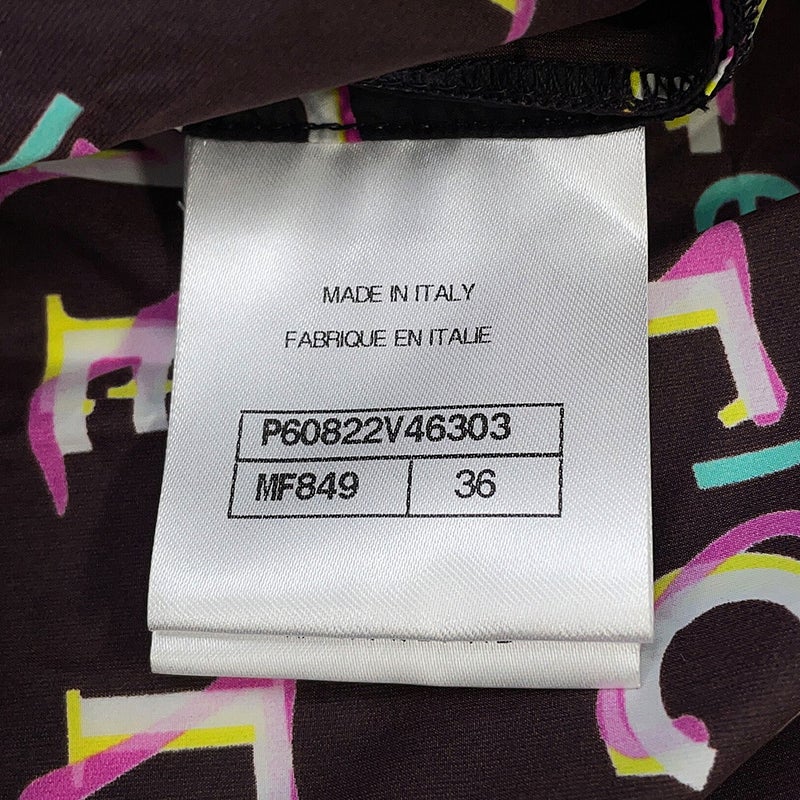 MADE IN ITALY
FABRIQUE EN ITALIE
P60822V46303
MF849 36